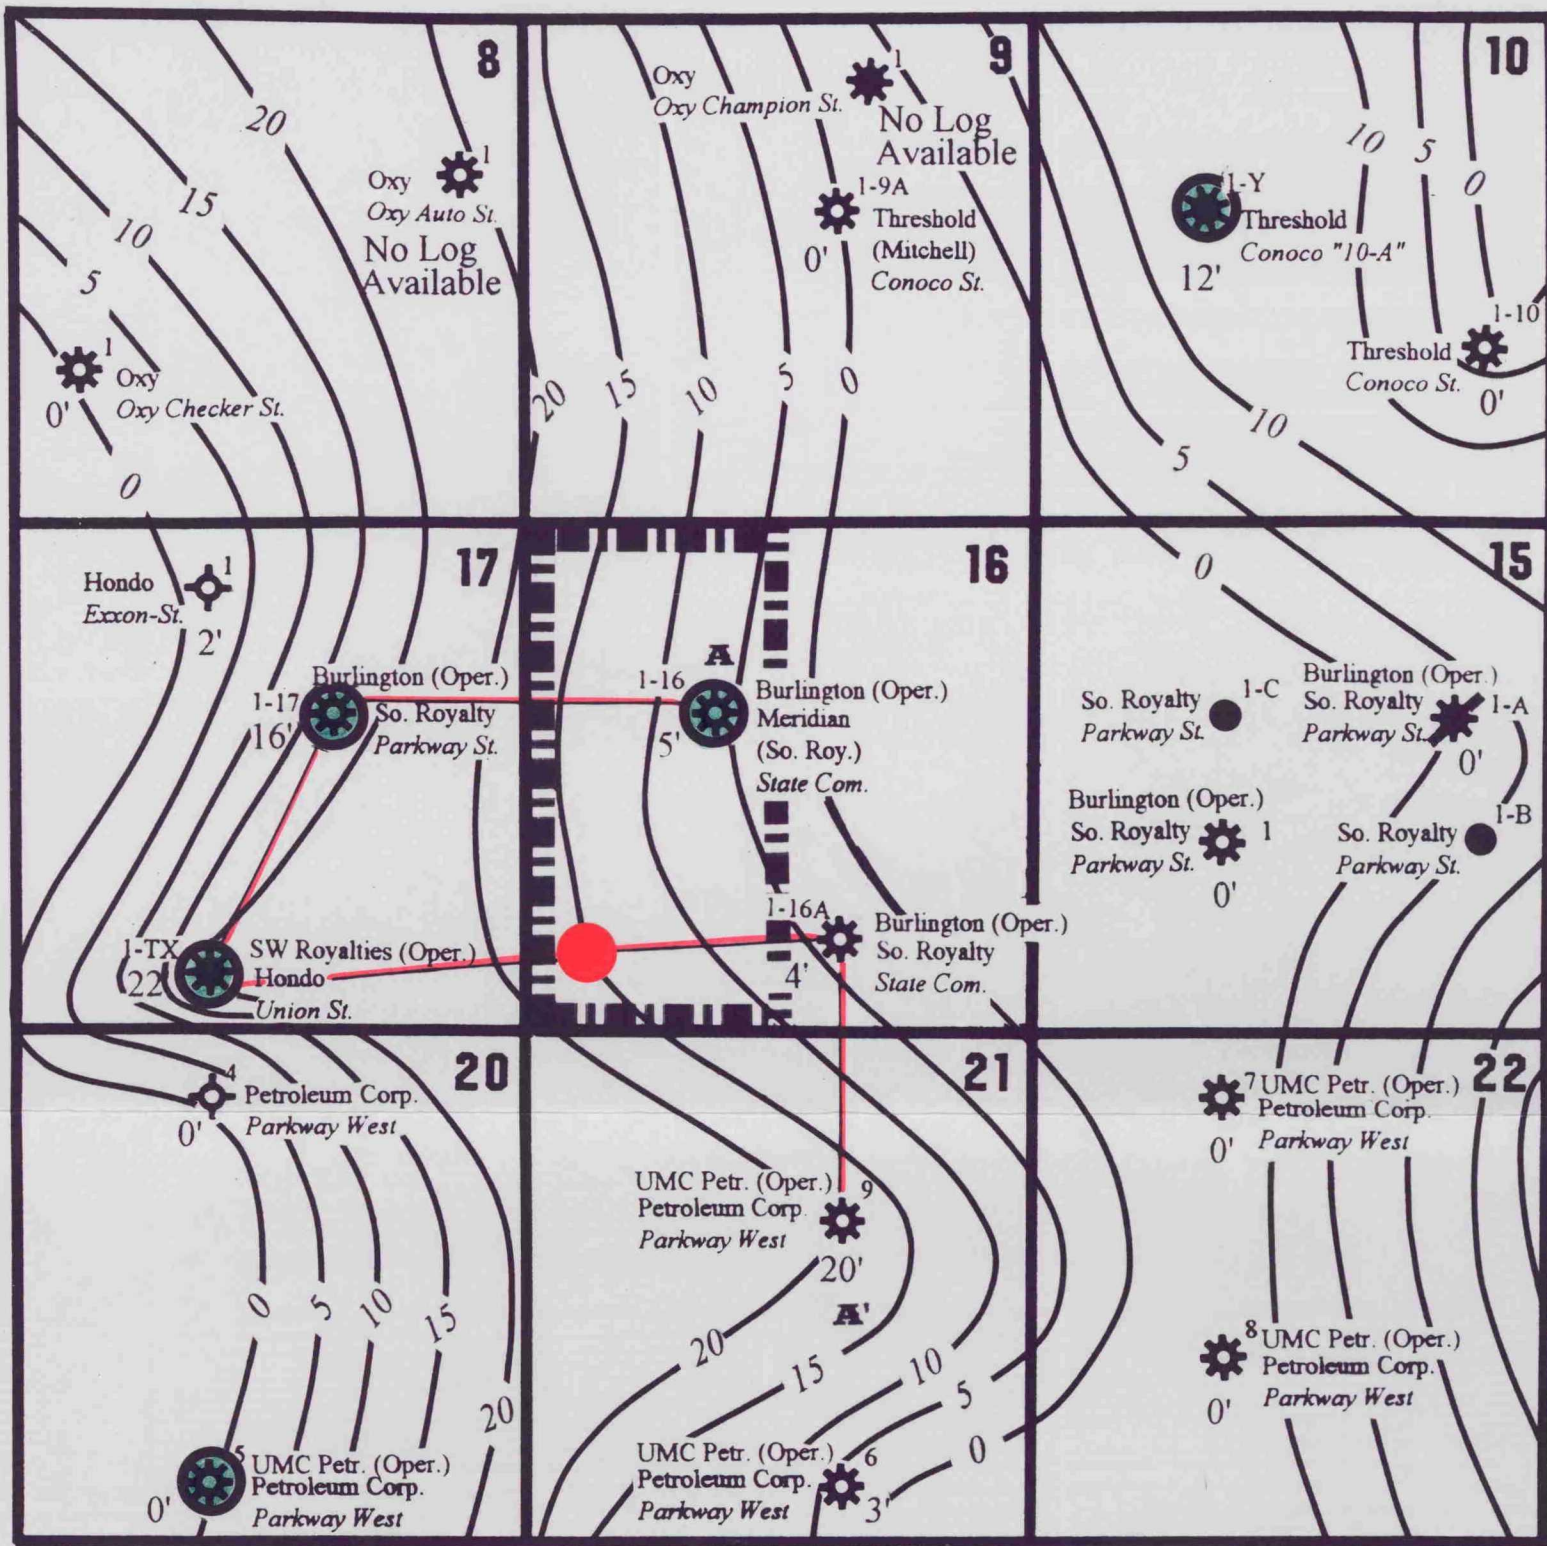 8
20
15
10
5
0
1
Oxy
Oxy Auto St.
No Log
Available
1
Oxy
Oxy Checker St.
0'
9
1
Oxy
Oxy Champion St.
No Log
Available
1-9A
Threshold
(Mitchell)
Conoco St.
0'
20
15
10
5
0
10
10
5
0
1-Y
Threshold
Conoco "10-A"
12'
1-10
Threshold
Conoco St.
0'
10
5
17
1
Hondo
Exxon-St.
2'
Burlington (Oper.)
1-17
So. Royalty
16'
Parkway St.
1-TX
SW Royalties (Oper.)
22
Hondo
Union St.
16
A
1-16
Burlington (Oper.)
Meridian
5'
(So. Roy.)
State Com.
1-16A
Burlington (Oper.)
So. Royalty
4'
State Com.
15
0
So. Royalty
1-C
Parkway St.
Burlington (Oper.)
So. Royalty
1-A
Parkway St.
0'
Burlington (Oper.)
So. Royalty
1
Parkway St.
0'
1-B
So. Royalty
Parkway St.
20
4
Petroleum Corp.
0'
Parkway West
0
5
10
15
20
5
UMC Petr. (Oper.)
Petroleum Corp.
0'
Parkway West
21
UMC Petr. (Oper.)
9
Petroleum Corp.
Parkway West
20'
A'
20
15
10
5
0
UMC Petr. (Oper.)
6
Petroleum Corp.
Parkway West
3'
22
7
UMC Petr. (Oper.)
Petroleum Corp.
0'
Parkway West
8
UMC Petr. (Oper.)
Petroleum Corp.
0'
Parkway West